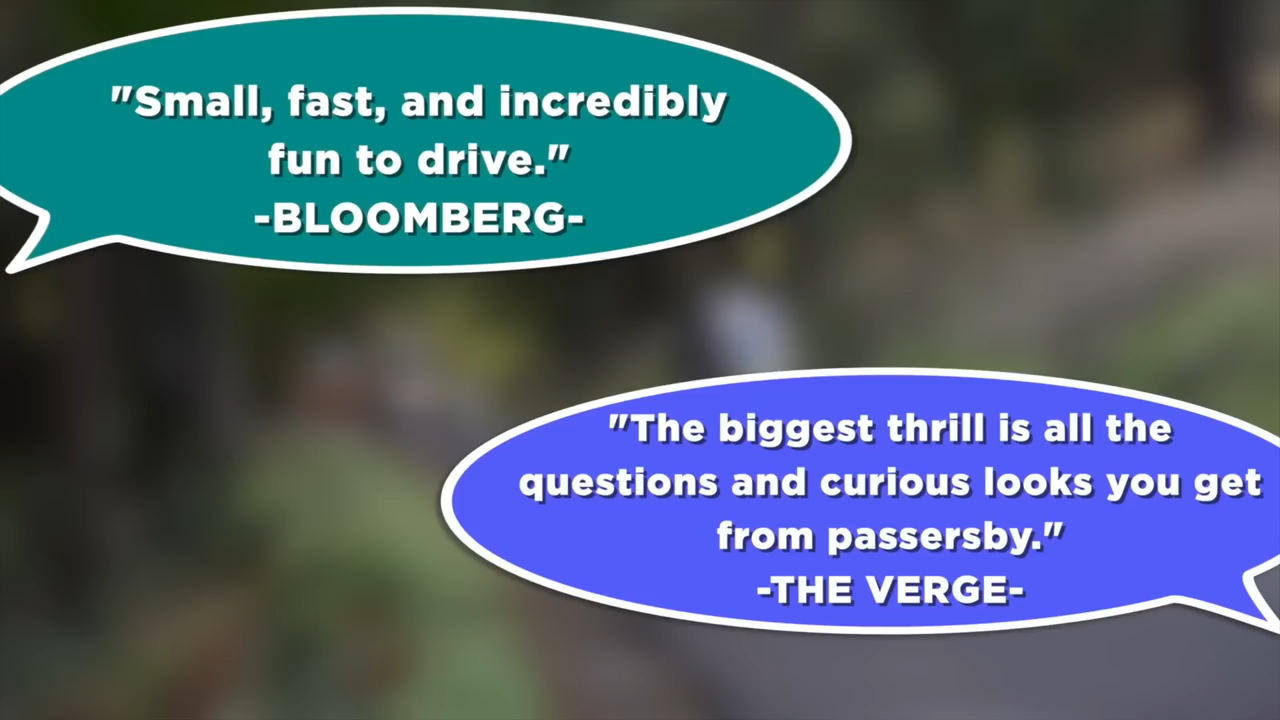 "Small, fast, and incredibly
fun to drive."
-BLOOMBERG-
"The biggest thrill is all the
questions and curious looks you get
from passersby."
-THE VERGE-